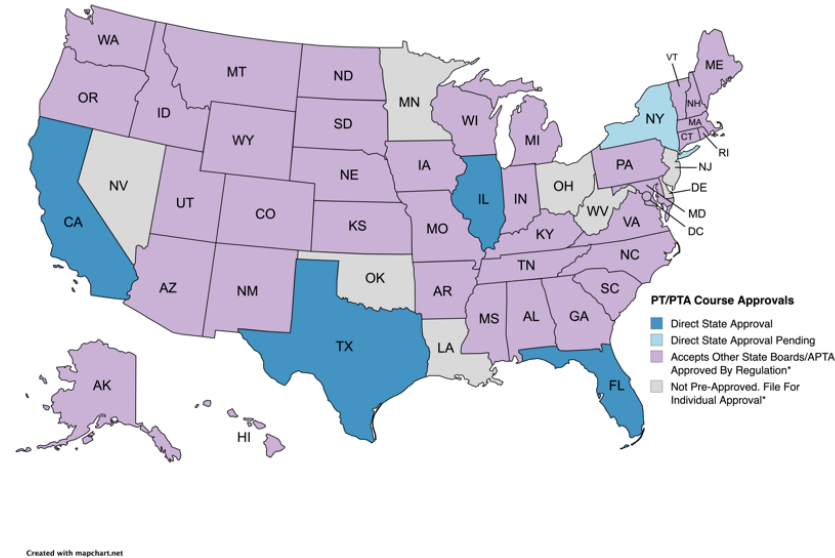 WA
MT
ND
MN
VT
ME
OR
ID
SD
WI
NY
NH
MA
CT
WY
MI
RI
IA
PA
NJ
NV
NE
OH
DE
UT
IL
IN
MD
CA
CO
KS
MO
WV
VA
DC
KY
NC
TN
AZ
NM
OK
AR
SC
MS
AL
GA
TX
LA
FL
AK
HI
PT/PTA Course Approvals
Direct State Approval
Direct State Approval Pending
Accepts Other State Boards/APTA
Approved By Regulation*
Not Pre-Approved. File For
Individual Approval*
Created with mapchart.net